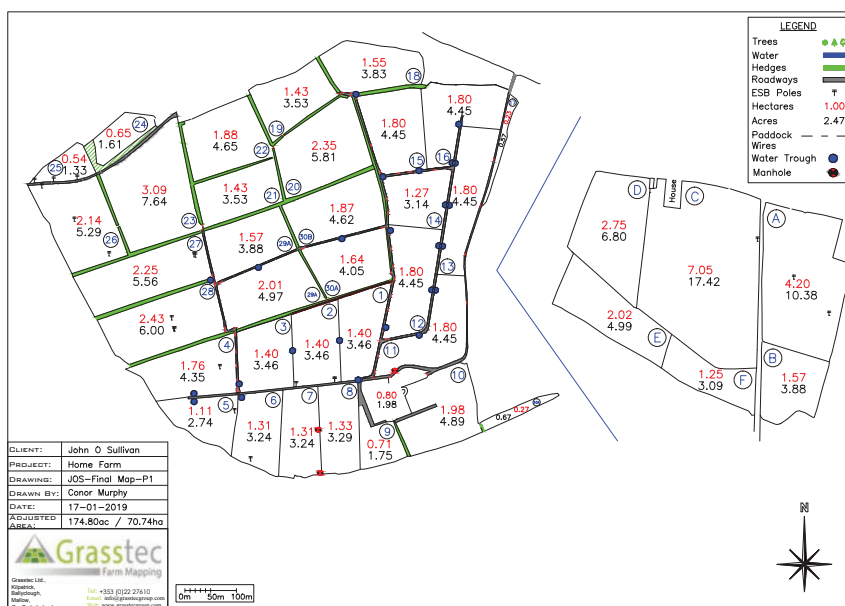 LEGEND
Trees
Water
Hedges
Roadways
ESB Poles
Hectares 1.00
Acres 2.47
Paddock
Wires
Water Trough
Manhole
1.55
3.83
18
1.43
3.53
19
1.80
4.45
1.80
4.45
0.23
0.57
24
0.65
1.61
25
0.54
1.33
1.88
4.65
22
2.35
5.81
15
16
3.09
7.64
23
1.43
3.53
21
20
1.27
3.14
1.80
4.45
14
2.14
5.29
26
1.87
4.62
27
1.57
3.88
29A
30B
1.64
4.05
13
1.80
4.45
2.25
5.56
28
2.01
4.97
29A
30A
1
2
3
2.43
6.00
4
1.80
4.45
12
11
1.40
3.46
1.40
3.46
1.40
3.46
1.76
4.35
5
6
7
8
10
1.11
2.74
1.31
3.24
1.31
3.24
1.33
3.29
0.80
1.98
9
0.71
1.75
1.98
4.89
0.67
0.27
D
House
C
A
2.75
6.80
7.05
17.42
4.20
10.38
2.02
4.99
E
B
1.25
3.09
F
1.57
3.88
CLIENT: John O Sullivan
PROJECT: Home Farm
DRAWING: JOS-Final Map-P1
DRAWN BY: Conor Murphy
DATE: 17-01-2019
ADJUSTED AREA: 174.80ac / 70.74ha
Grasstec
Farm Mapping
Grasstec Ltd.,
Kilpatrick,
Ballyclough,
Mallow,
Tel: +353 (0)22 27610
Email: info@grasstecgroup.com
0m 50m 100m
N